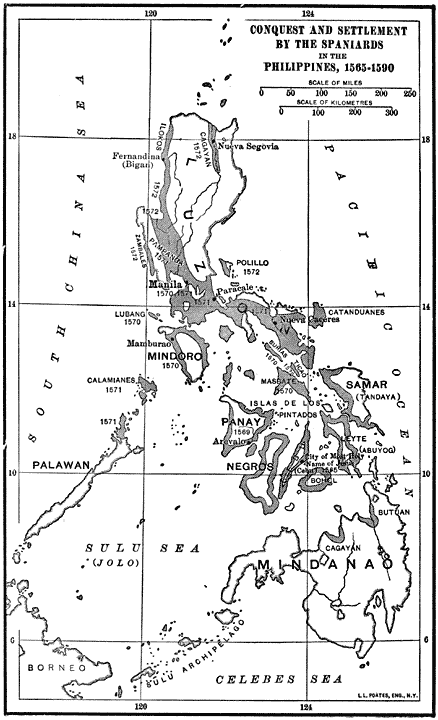 120
124
CONQUEST AND SETTLEMENT
BY THE SPANIARDS
IN THE
PHILIPPINES, 1565-1590
SCALE OF MILES
0 50 100 150 200 250
SCALE OF KILOMETRES
0 100 200 300
18
ILOKOS
CAGAYAN
1572
Nueva Segovia
Fernandina
(Bigan)
1572
1572
LUZON
ZAMBALES
1572
PAMPANGA
POLILLO
1572
Manila
1570
1571
1571
Paracale
1571
14
14
Nueva Caceres
CATANDUANES
LUBANG
1570
Mamburao
MINDORO
1570
BURIAS
MASBATE
1570
SAMAR
(TANDAYA)
CALAMIANES
1571
ISLAS DE LOS
PINTADOS
1571
PANAY
1569
Arevalo
LEYTE
(ABUYOG)
PALAWAN
NEGROS
City of Most Holy
Name of Jesus
(Cebu) 1565
BOHOL
10
10
BUTUAN
CAGAYAN
MINDANAO
SULU SEA
(JOLO)
SOUTH CHINA SEA
PACIFIC OCEAN
6
6
BORNEO
SULU ARCHIPELAGO
CELEBES SEA
L.L. POATES, ENG., N.Y.
120
124